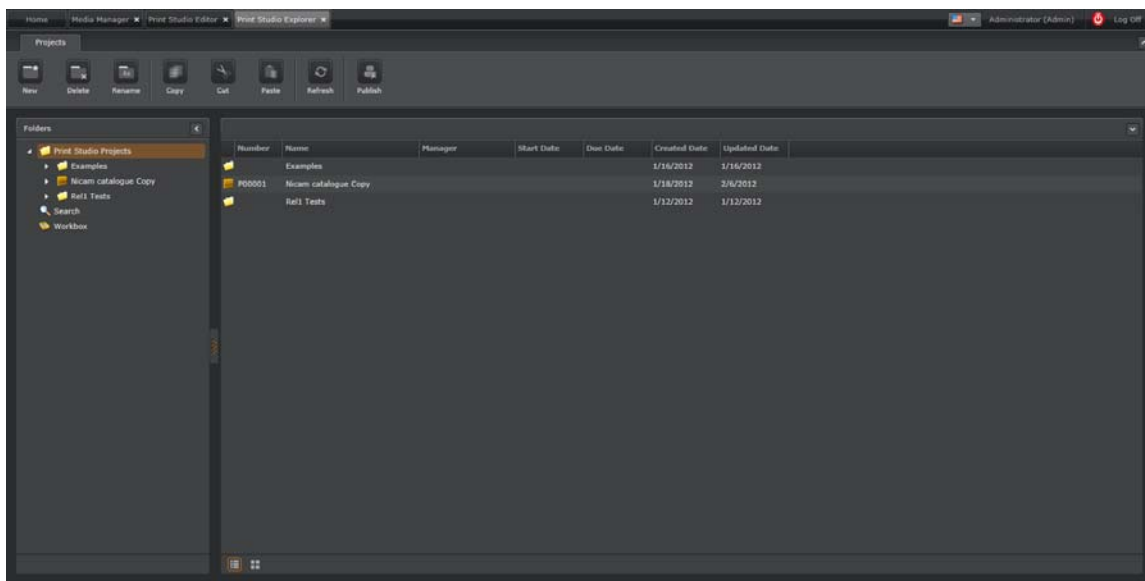 Home Media Manager Print Studio Editor Print Studio Explorer Administrator (Admin) Log Off
Projects
New Delete Rename Copy Cut Paste Refresh Publish
Folders
Number Name Manager Start Date Due Date Created Date Updated Date
Print Studio Projects
Examples
Nicam catalogue Copy
Rel1 Tests
Search
Workbox
Examples 1/16/2012 1/16/2012
P00001 Nicam catalogue Copy 1/18/2012 2/6/2012
Rel1 Tests 1/12/2012 1/12/2012